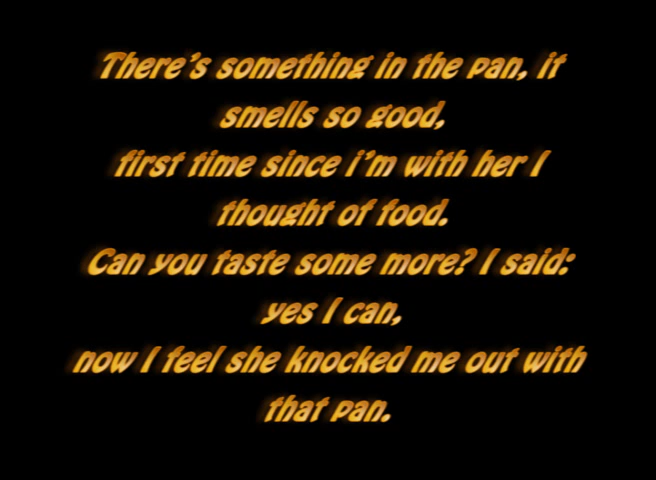 There's something in the pan, it
smells so good,
first time since i'm with her I
thought of food.
Can you taste some more? I said:
yes I can,
now I feel she knocked me out with
that pan.